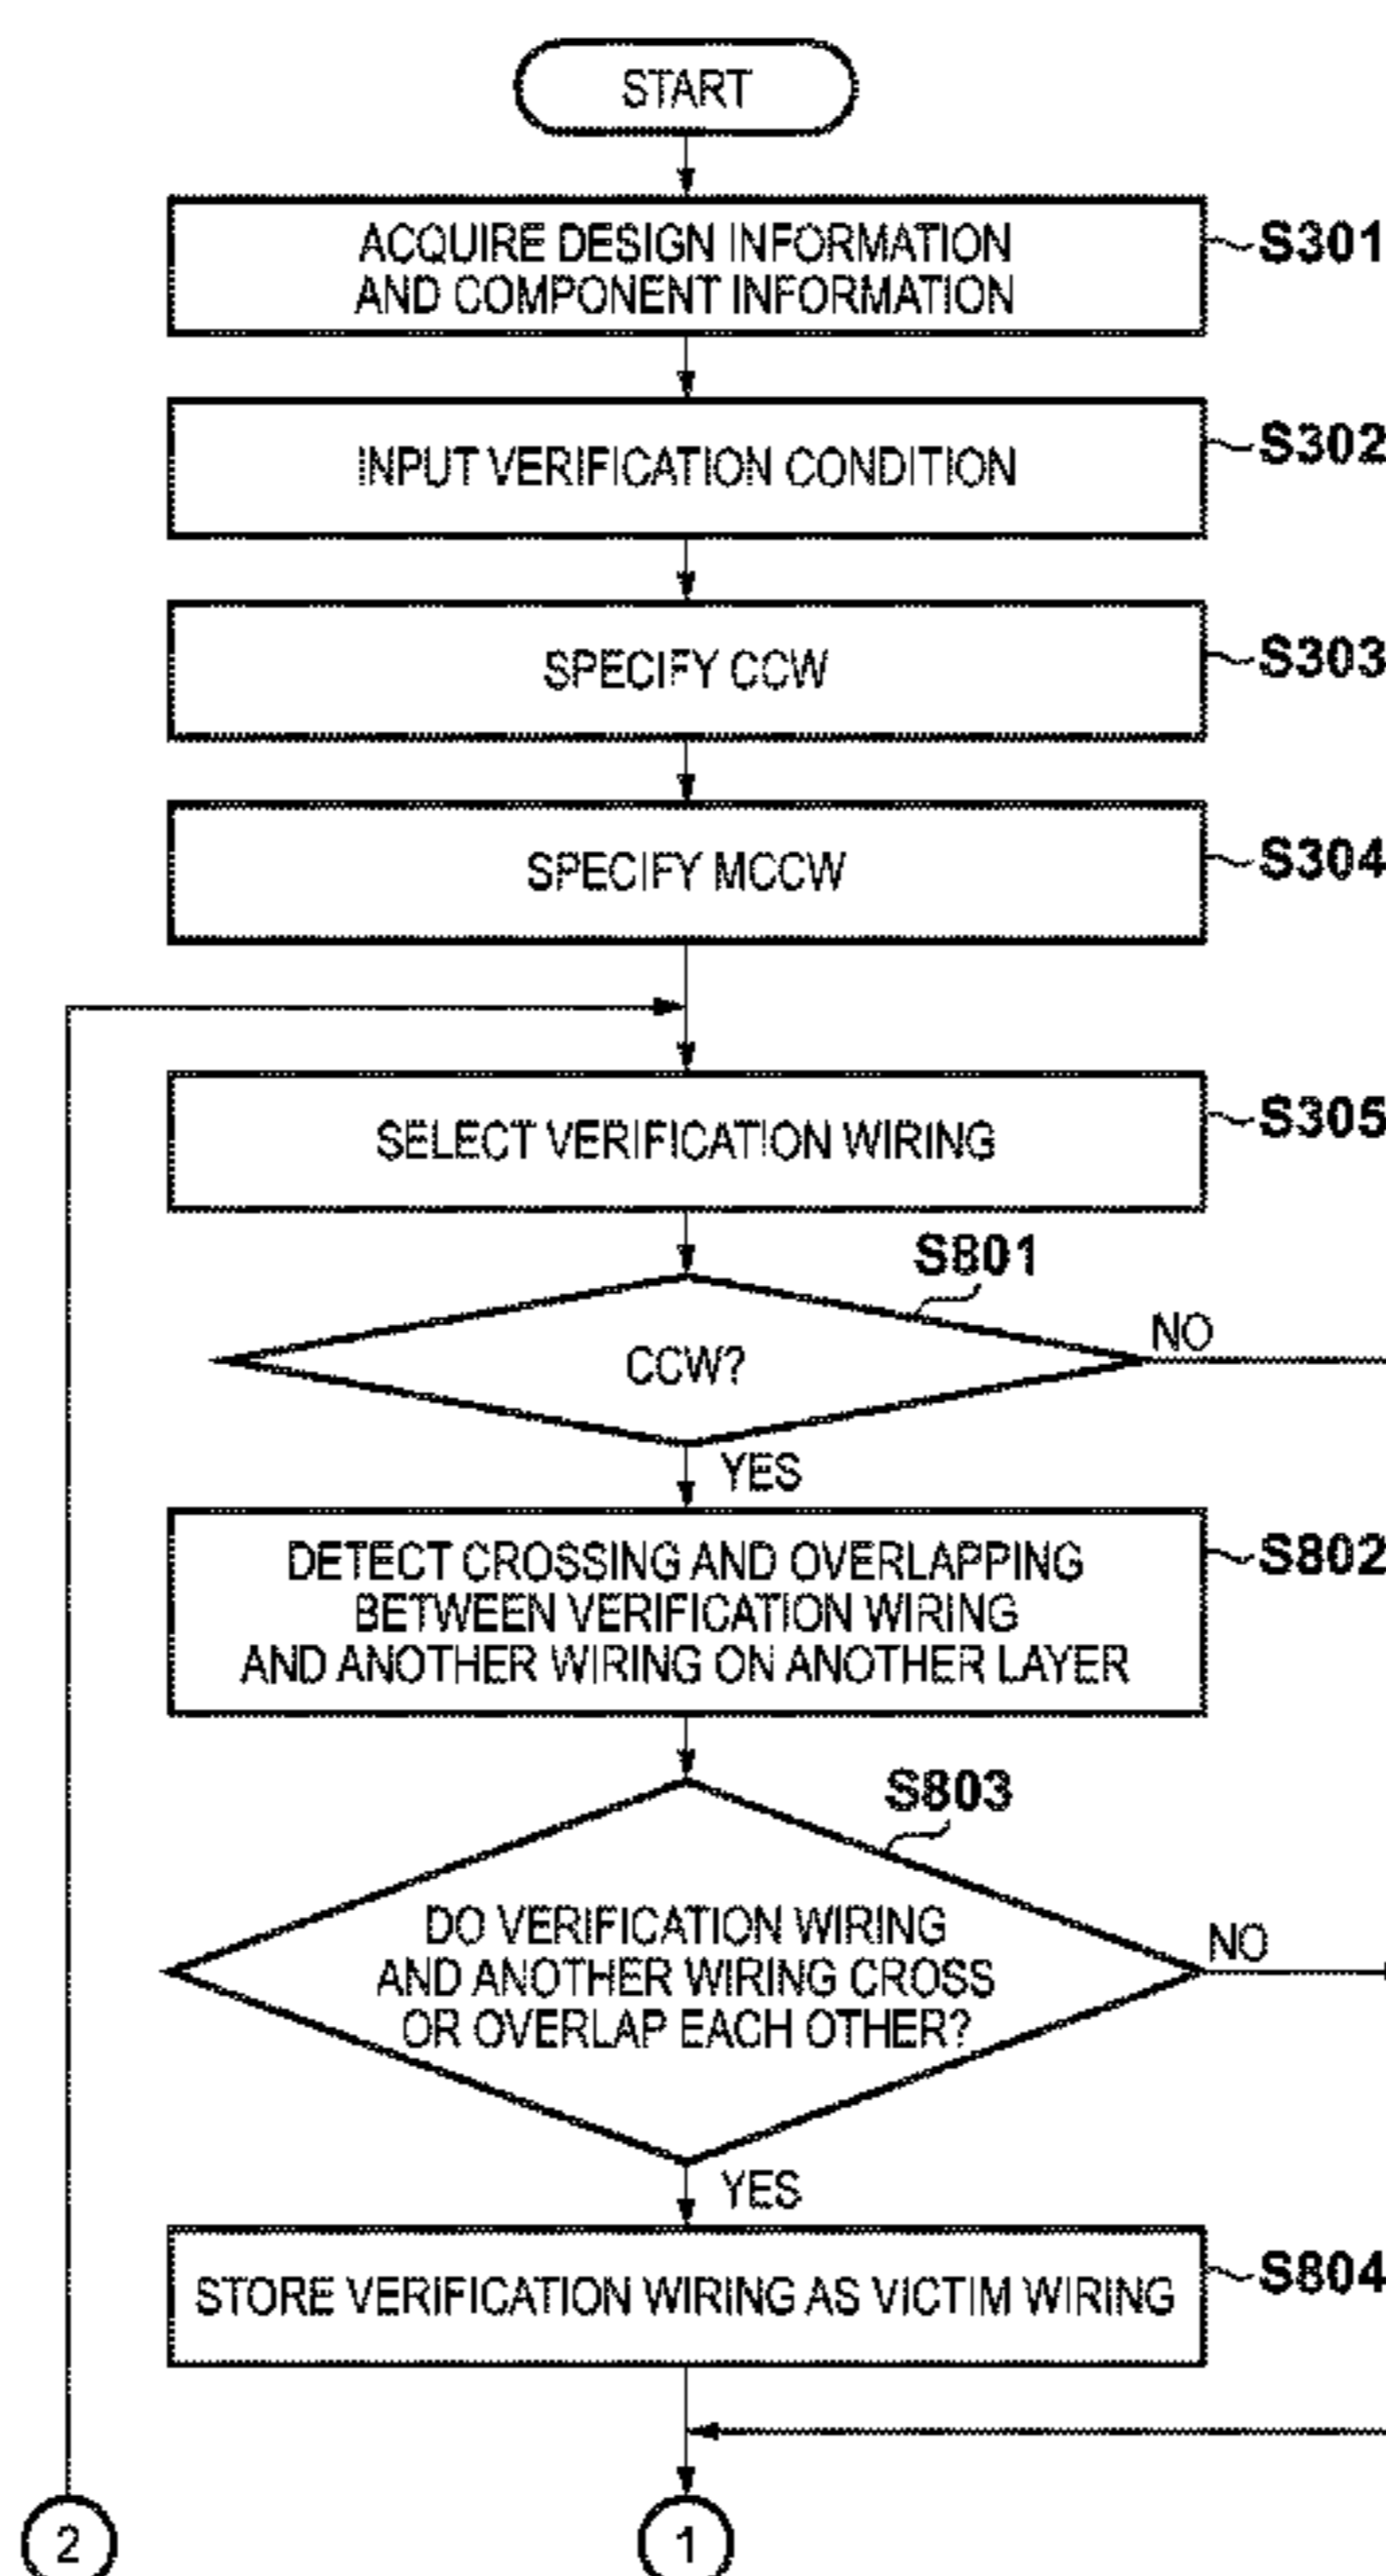 START
ACQUIRE DESIGN INFORMATION
AND COMPONENT INFORMATION
S301
INPUT VERIFICATION CONDITION
S302
SPECIFY CCW
S303
SPECIFY MCCW
S304
SELECT VERIFICATION WIRING
S305
S801
CCW?
NO
YES
DETECT CROSSING AND OVERLAPPING
BETWEEN VERIFICATION WIRING
AND ANOTHER WIRING ON ANOTHER LAYER
S802
S803
DO VERIFICATION WIRING
AND ANOTHER WIRING CROSS
OR OVERLAP EACH OTHER?
NO
YES
STORE VERIFICATION WIRING AS VICTIM WIRING
S804
2
1